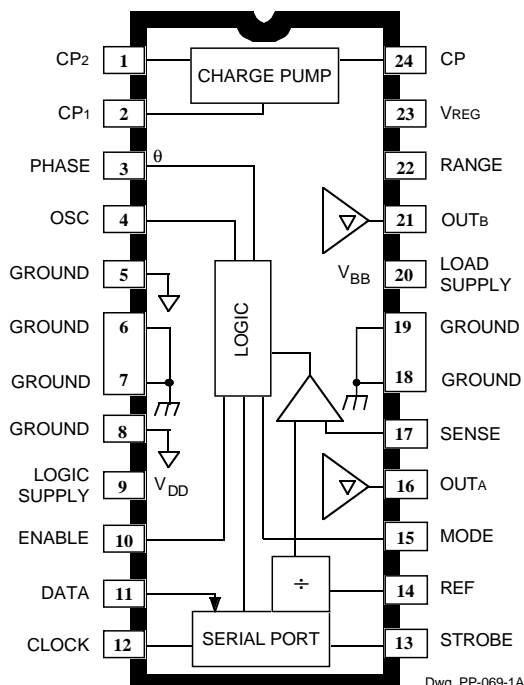 CP2 1 CHARGE PUMP 24 CP
CP1 2 23 VREG
PHASE 3 θ 22 RANGE
OSC 4 21 OUTB
GROUND 5 VBB 20 LOAD SUPPLY
GROUND 6 LOGIC 19 GROUND
GROUND 7 18 GROUND
GROUND 8 17 SENSE
LOGIC SUPPLY 9 VDD 16 OUTA
ENABLE 10 15 MODE
DATA 11 ÷ 14 REF
CLOCK 12 SERIAL PORT 13 STROBE
Dwg. PP-069-1A